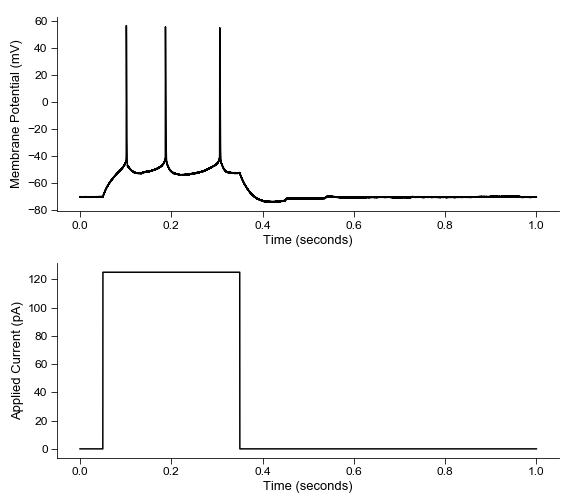 Membrane Potential (mV)
60
40
20
0
−20
−40
−60
−80
0.0 0.2 0.4 0.6 0.8 1.0
Time (seconds)
Applied Current (pA)
120
100
80
60
40
20
0
0.0 0.2 0.4 0.6 0.8 1.0
Time (seconds)